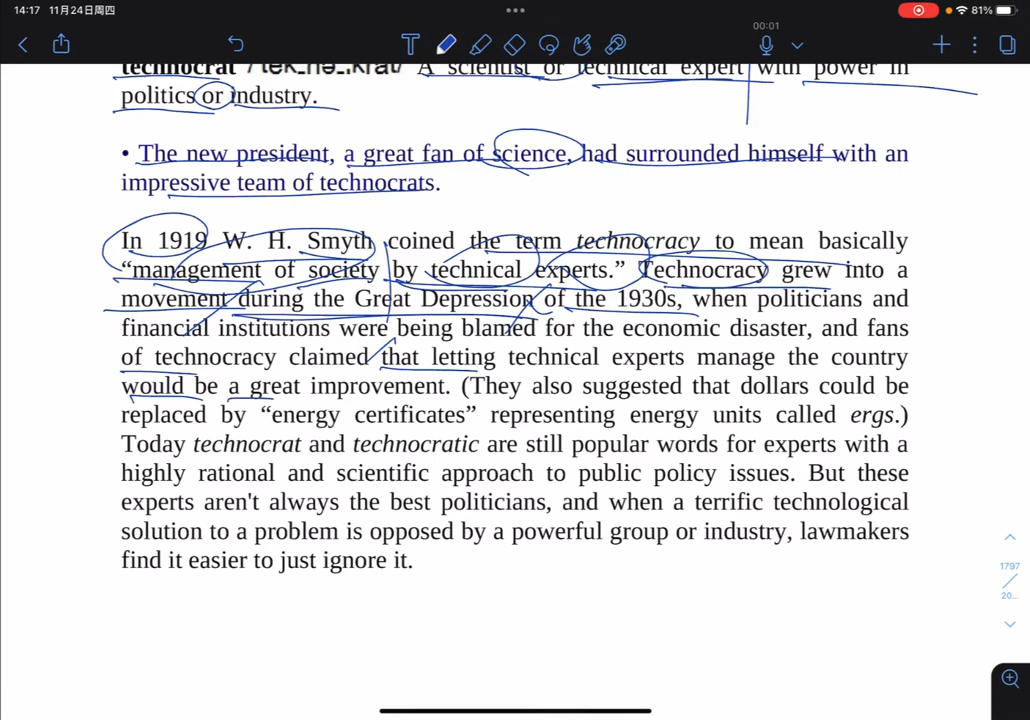 14:17 11月24日周四
81%
00:01
technocrat A scientist or technical expert with power in
politics or industry.
• The new president, a great fan of science, had surrounded himself with an
impressive team of technocrats.
In 1919 W. H. Smyth coined the term technocracy to mean basically
“management of society by technical experts.” Technocracy grew into a
movement during the Great Depression of the 1930s, when politicians and
financial institutions were being blamed for the economic disaster, and fans
of technocracy claimed that letting technical experts manage the country
would be a great improvement. (They also suggested that dollars could be
replaced by “energy certificates” representing energy units called ergs.)
Today technocrat and technocratic are still popular words for experts with a
highly rational and scientific approach to public policy issues. But these
experts aren't always the best politicians, and when a terrific technological
solution to a problem is opposed by a powerful group or industry, lawmakers
find it easier to just ignore it.
1797
20...